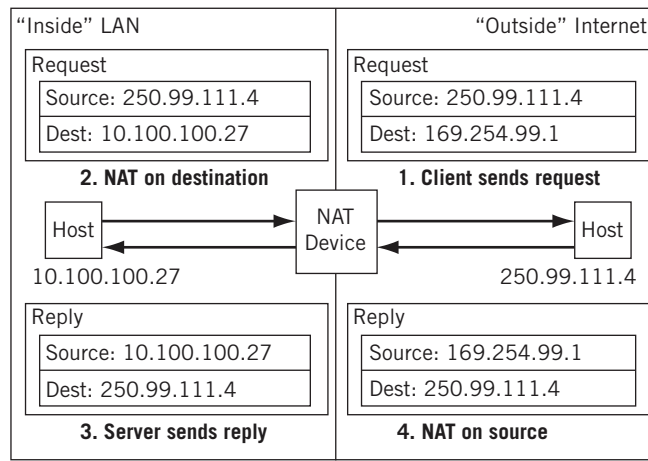 “Inside” LAN
“Outside” Internet
Request
Source: 250.99.111.4
Dest: 10.100.100.27
2. NAT on destination
Request
Source: 250.99.111.4
Dest: 169.254.99.1
1. Client sends request
Host
10.100.100.27
NAT
Device
Host
250.99.111.4
Reply
Source: 10.100.100.27
Dest: 250.99.111.4
3. Server sends reply
Reply
Source: 169.254.99.1
Dest: 250.99.111.4
4. NAT on source